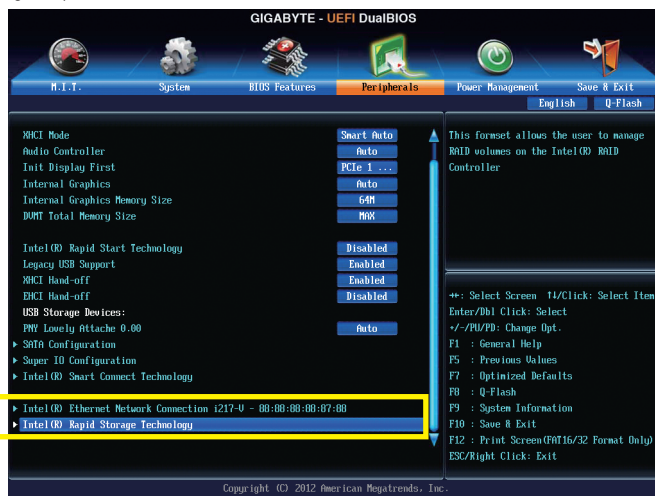 GIGABYTE - UEFI DualBIOS
M.I.T. System BIOS Features Peripherals Power Management Save & Exit
English Q-Flash
XHCI Mode Smart Auto
Audio Controller Auto
Init Display First PCIe 1 ...
Internal Graphics Auto
Internal Graphics Memory Size 64M
DVMT Total Memory Size MAX
Intel(R) Rapid Start Technology Disabled
Legacy USB Support Enabled
XHCI Hand-off Enabled
EHCI Hand-off Disabled
USB Storage Devices:
PNY Lovely Attache 0.00 Auto
SATA Configuration
Super IO Configuration
Intel(R) Smart Connect Technology
Intel(R) Ethernet Network Connection i217-V - 88:88:88:88:87:88
Intel(R) Rapid Storage Technology
This formset allows the user to manage
RAID volumes on the Intel(R) RAID
Controller
↔: Select Screen ↑↓/Click: Select Item
Enter/Dbl Click: Select
+/-/PU/PD: Change Opt.
F1 : General Help
F5 : Previous Values
F7 : Optimized Defaults
F8 : Q-Flash
F9 : System Information
F10 : Save & Exit
F12 : Print Screen(FAT16/32 Format Only)
ESC/Right Click: Exit
Copyright (C) 2012 American Megatrends, Inc.